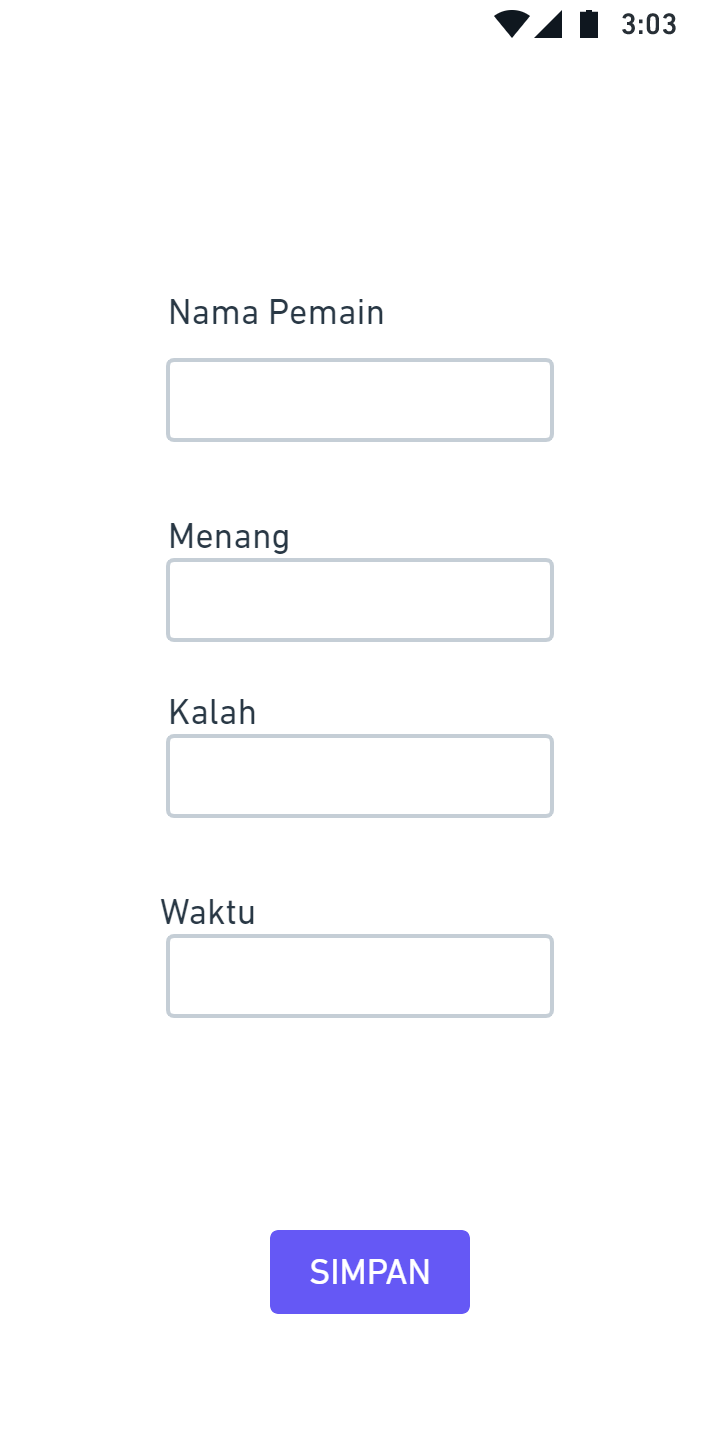 3:03
Nama Pemain
Menang
Kalah
Waktu
SIMPAN